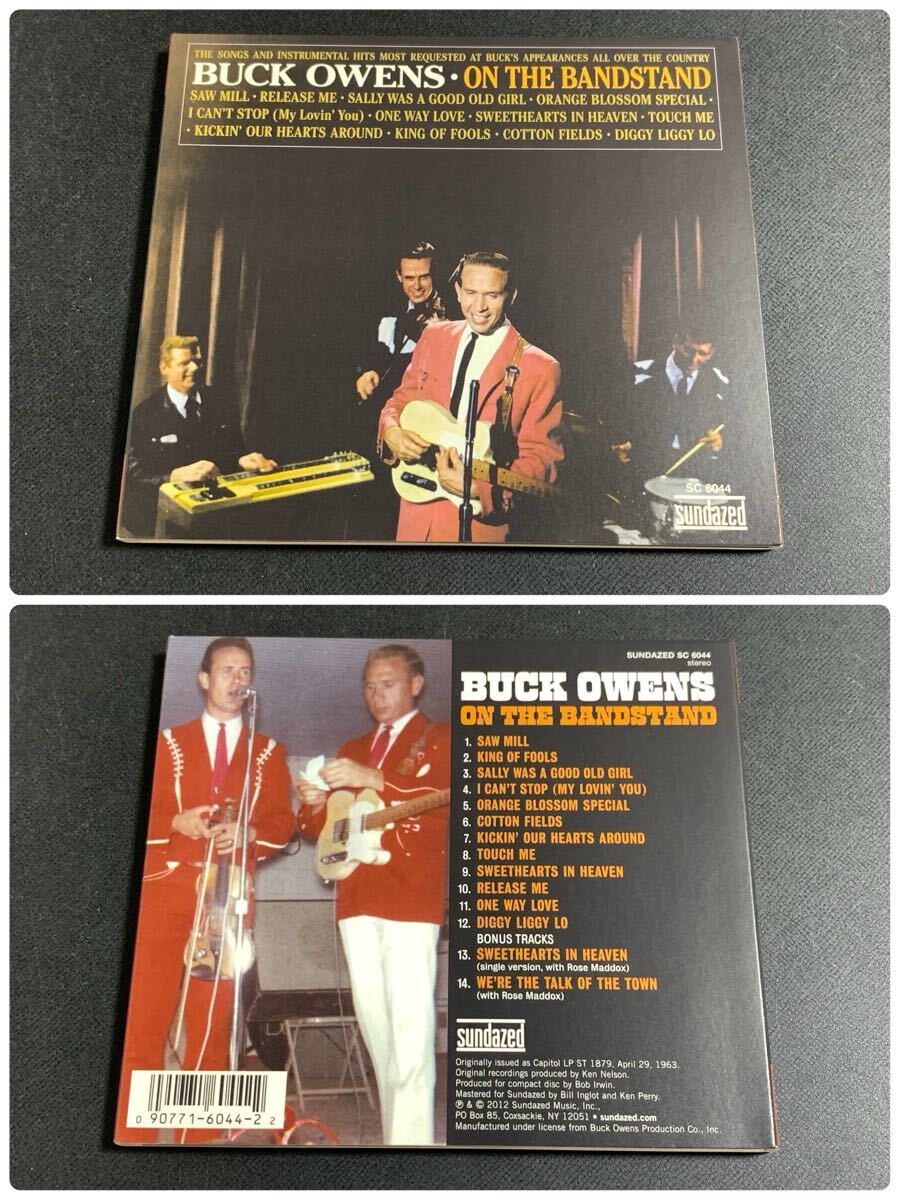 THE SONGS AND INSTRUMENTAL HITS MOST REQUESTED AT BUCK'S APPEARANCES ALL OVER THE COUNTRY
BUCK OWENS · ON THE BANDSTAND
SAW MILL · RELEASE ME · SALLY WAS A GOOD OLD GIRL · ORANGE BLOSSOM SPECIAL ·
I CAN'T STOP (My Lovin' You) · ONE WAY LOVE · SWEETHEARTS IN HEAVEN · TOUCH ME
· KICKIN' OUR HEARTS AROUND · KING OF FOOLS · COTTON FIELDS · DIGGY LIGGY LO
SC 6044
sundazed
SUNDAZED SC 6044
stereo
BUCK OWENS
ON THE BANDSTAND
1. SAW MILL
2. KING OF FOOLS
3. SALLY WAS A GOOD OLD GIRL
4. I CAN'T STOP (MY LOVIN' YOU)
5. ORANGE BLOSSOM SPECIAL
6. COTTON FIELDS
7. KICKIN' OUR HEARTS AROUND
8. TOUCH ME
9. SWEETHEARTS IN HEAVEN
10. RELEASE ME
11. ONE WAY LOVE
12. DIGGY LIGGY LO
BONUS TRACKS
13. SWEETHEARTS IN HEAVEN
(single version, with Rose Maddox)
14. WE'RE THE TALK OF THE TOWN
(with Rose Maddox)
sundazed
Originally issued as Capitol LP ST 1879, April 29, 1963.
Original recordings produced by Ken Nelson.
Produced for compact disc by Bob Irwin.
Mastered for Sundazed by Bill Inglot and Ken Perry.
℗ & © 2012 Sundazed Music, Inc.,
PO Box 85, Coxsackie, NY 12051 • sundazed.com
Manufactured under license from Buck Owens Production Co., Inc.
0 90771-6044-2 2